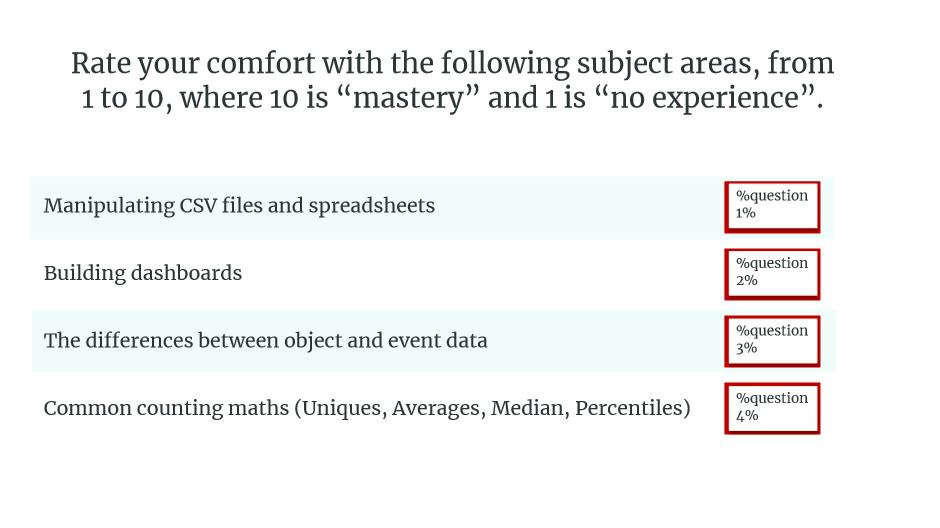 Rate your comfort with the following subject areas, from
1 to 10, where 10 is “mastery” and 1 is “no experience”.
Manipulating CSV files and spreadsheets
%question
1%
Building dashboards
%question
2%
The differences between object and event data
%question
3%
Common counting maths (Uniques, Averages, Median, Percentiles)
%question
4%